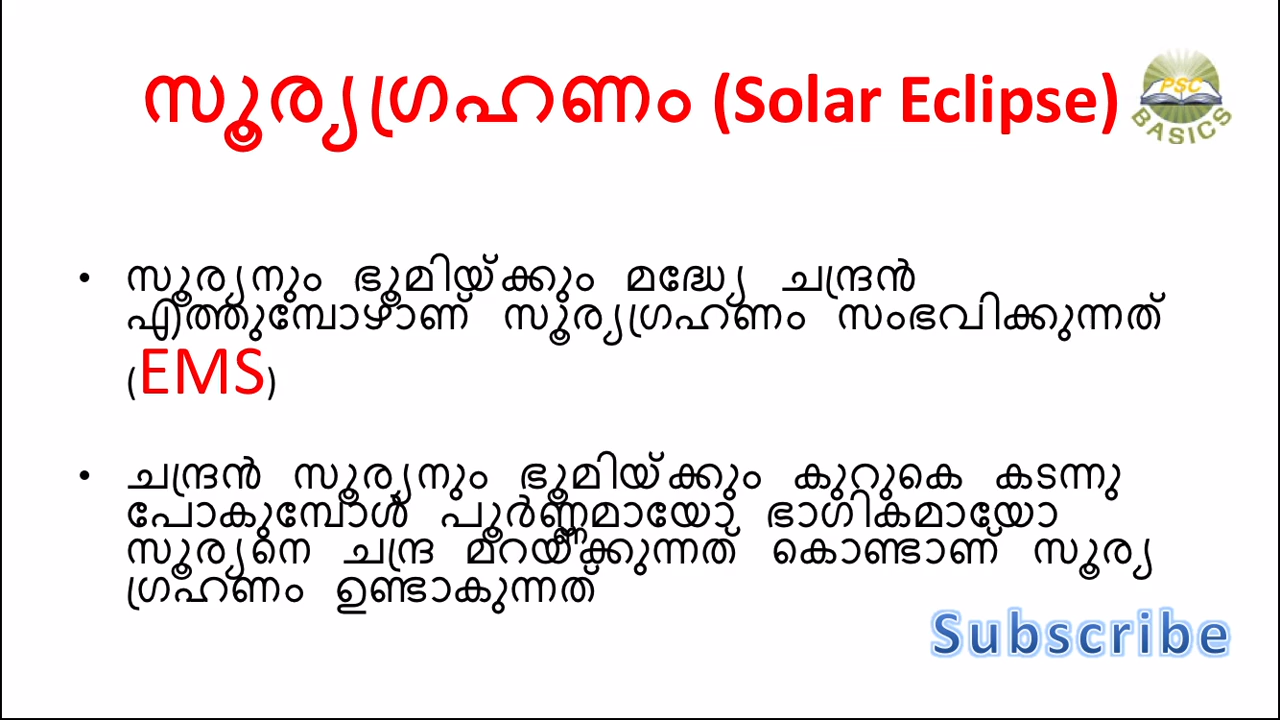 സൂര്യഗ്രഹണം (Solar Eclipse)
PSC
BASICS
• സൂര്യനും ഭൂമിയ്ക്കും മദ്ധ്യേ ചന്ദ്രൻ
എത്തുമ്പോഴാണ് സൂര്യഗ്രഹണം സംഭവിക്കുന്നത്
(EMS)
• ചന്ദ്രൻ സൂര്യനും ഭൂമിയ്ക്കും കുറുകെ കടന്നു
പോകുമ്പോൾ പൂർണ്ണമായോ ഭാഗികമായോ
സൂര്യനെ ചന്ദ്ര മറയ്ക്കുന്നത് കൊണ്ടാണ് സൂര്യ
ഗ്രഹണം ഉണ്ടാകുന്നത്
Subscribe